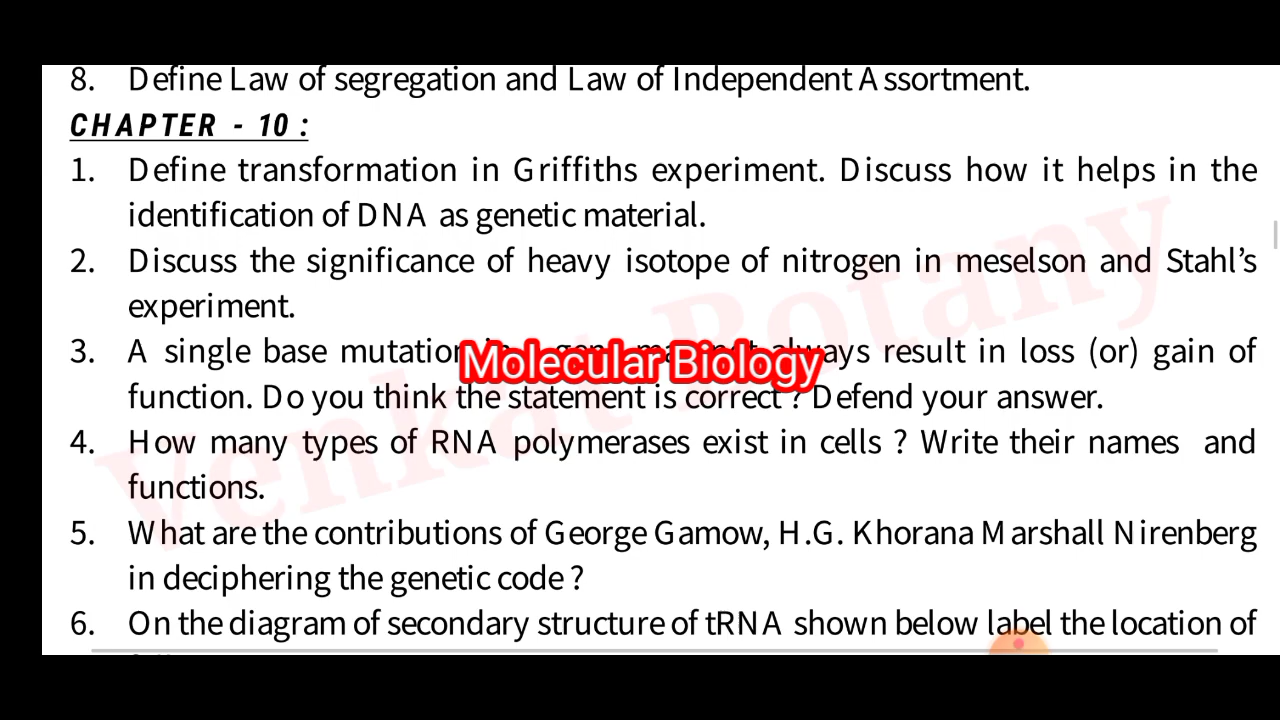 8. Define Law of segregation and Law of Independent Assortment.
CHAPTER - 10 :
1. Define transformation in Griffiths experiment. Discuss how it helps in the
identification of DNA as genetic material.
2. Discuss the significance of heavy isotope of nitrogen in meselson and Stahl's
experiment.
3. A single base mutation always result in loss (or) gain of
Molecular Biology
function. Do you think the statement is correct ? Defend your answer.
4. How many types of RNA polymerases exist in cells ? Write their names and
functions.
5. What are the contributions of George Gamow, H.G. Khorana Marshall Nirenberg
in deciphering the genetic code ?
6. On the diagram of secondary structure of tRNA shown below label the location of
Venkat Botany